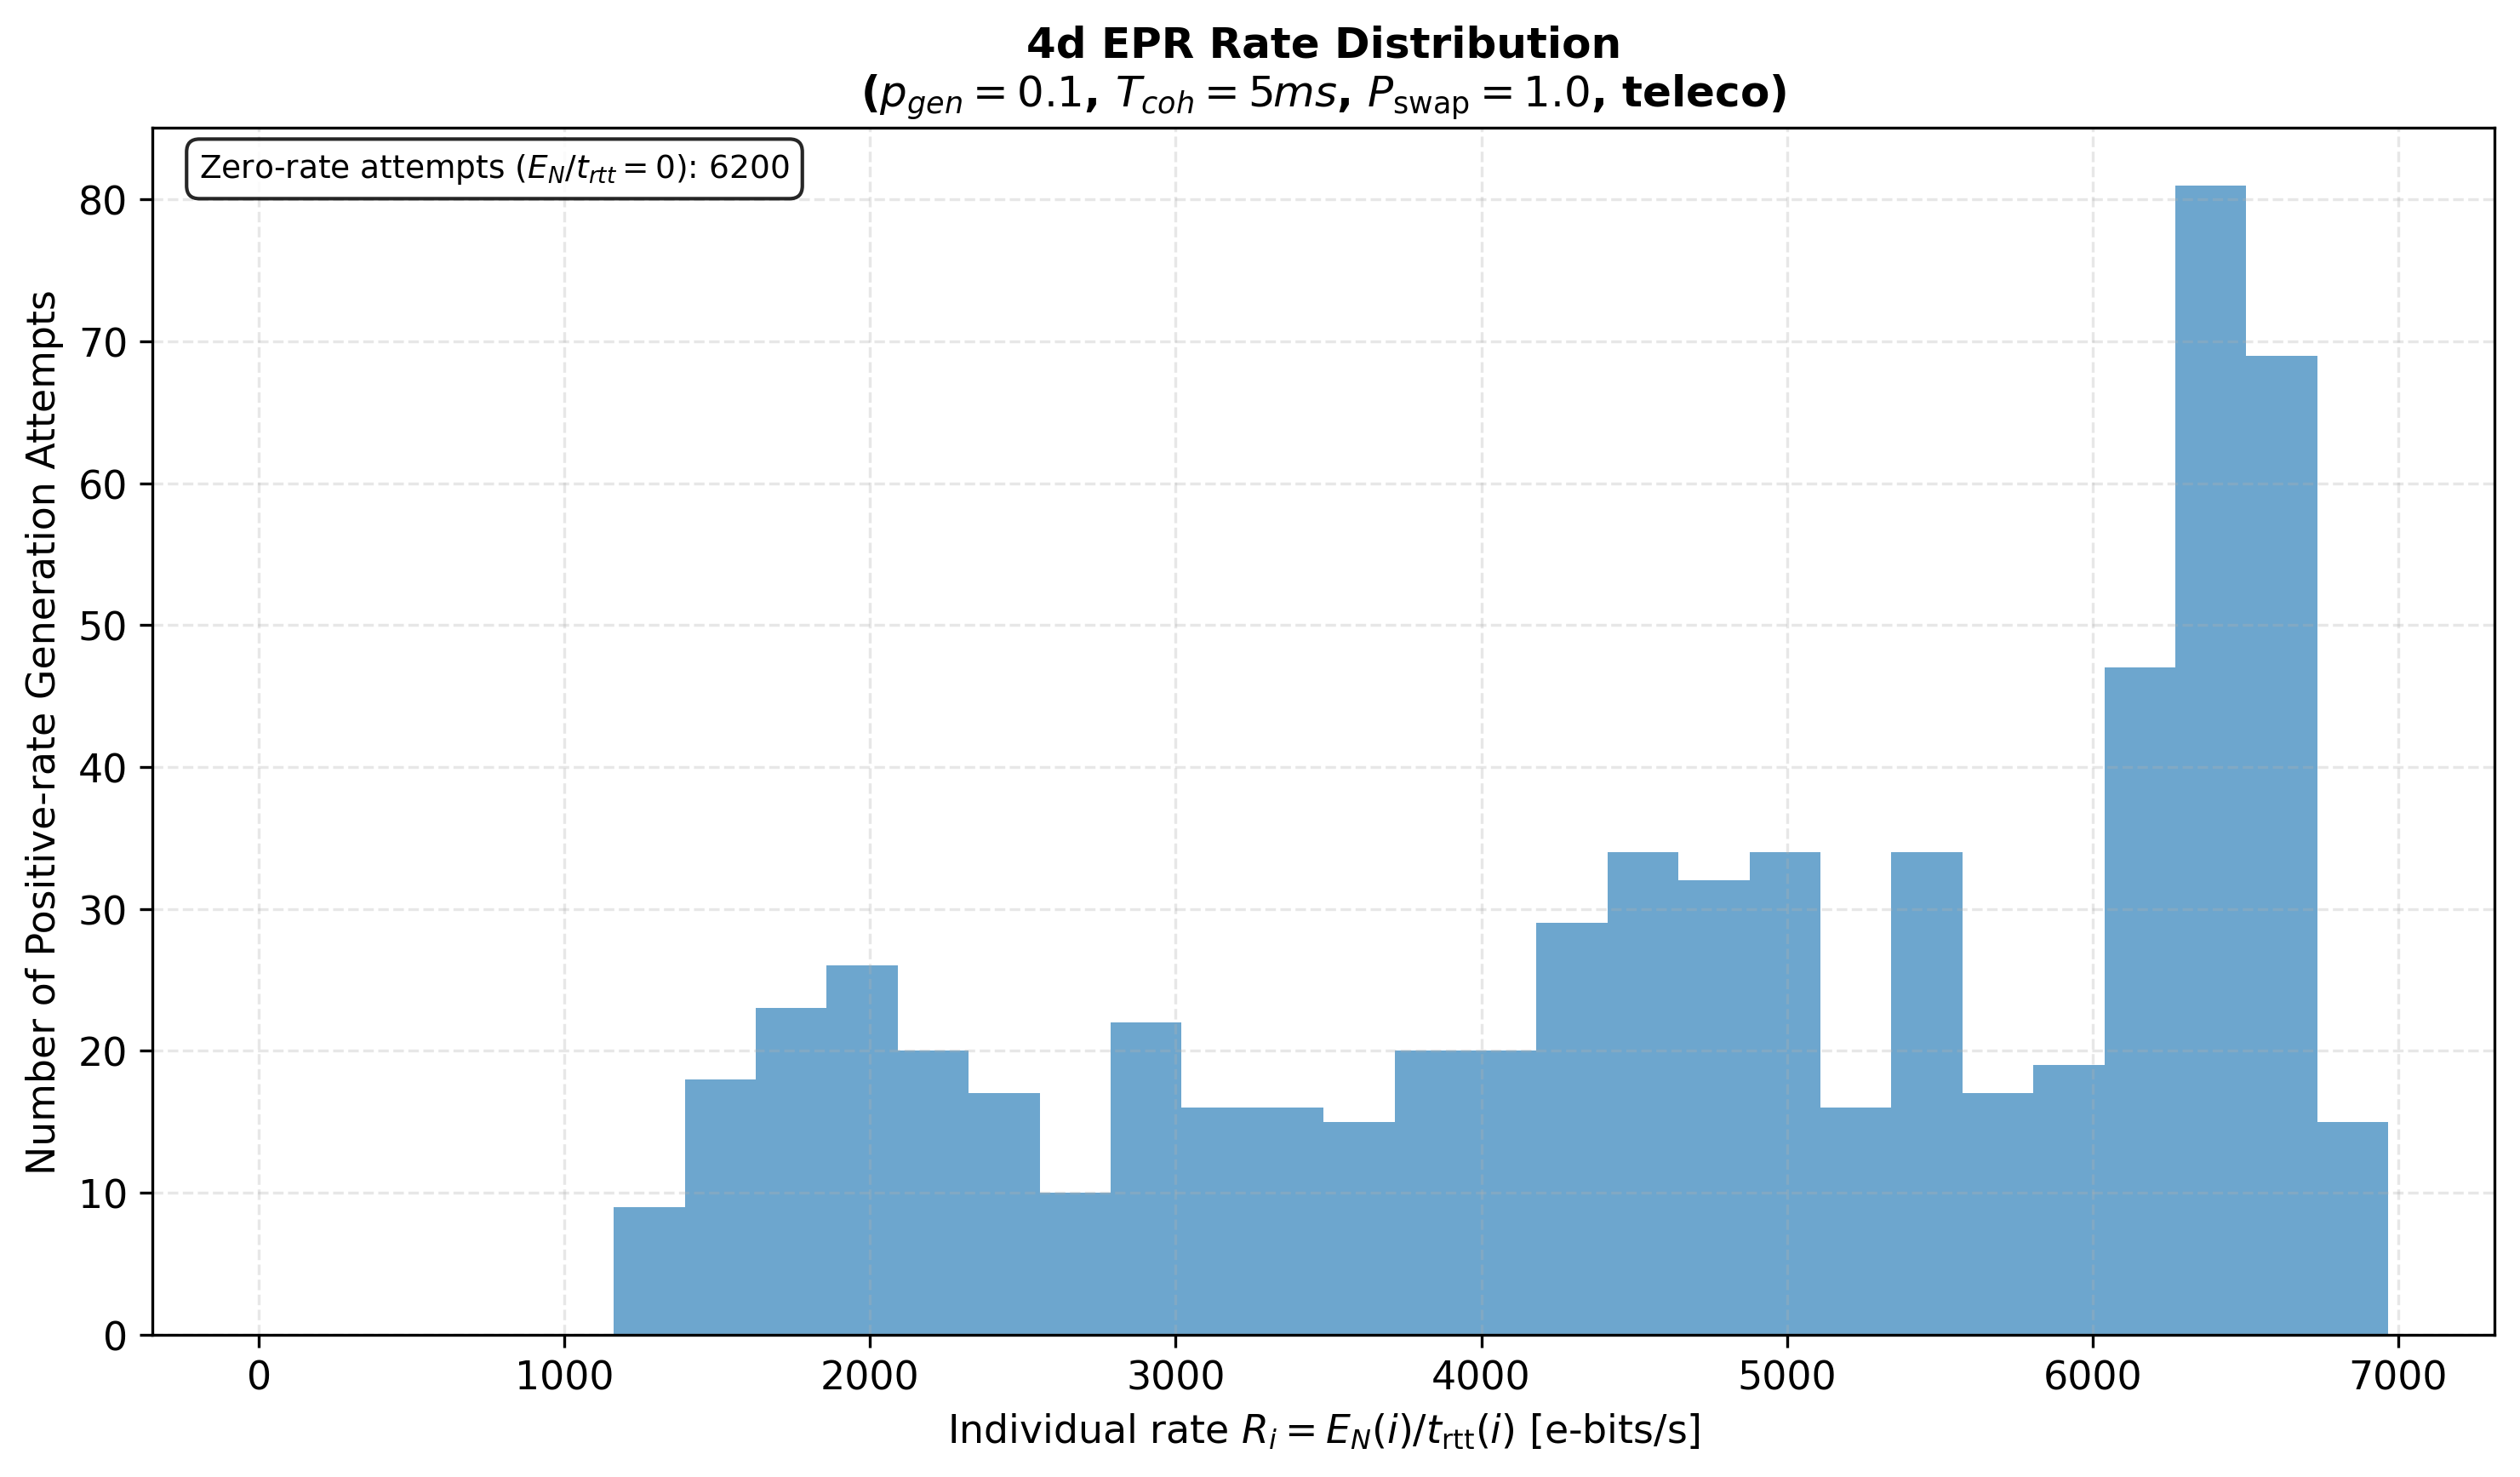 4d EPR Rate Distribution
(p_gen = 0.1, T_coh = 5ms, P_swap = 1.0, teleco)
Zero-rate attempts (E_N/t_rtt = 0): 6200
Number of Positive-rate Generation Attempts
80
70
60
50
40
30
20
10
0
0 1000 2000 3000 4000 5000 6000 7000
Individual rate R_i = E_N(i)/t_rtt(i) [e-bits/s]